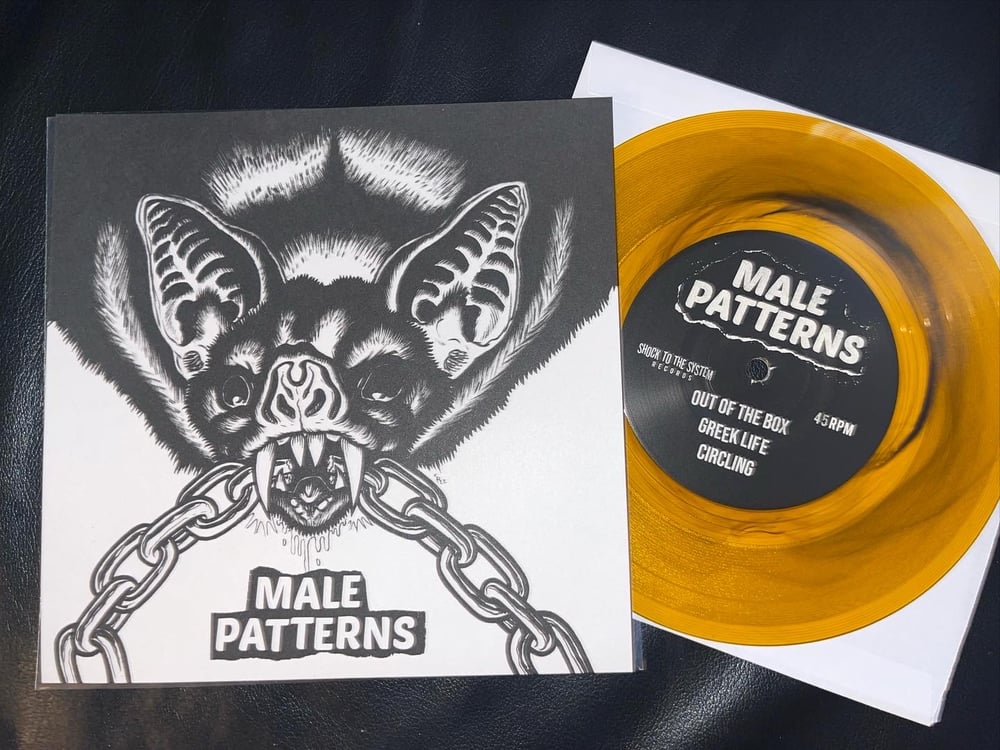 MALE
PATTERNS
MALE
PATTERNS
SHOCK TO THE SYSTEM
RECORDS
45 RPM
OUT OF THE BOX
GREEK LIFE
CIRCLING